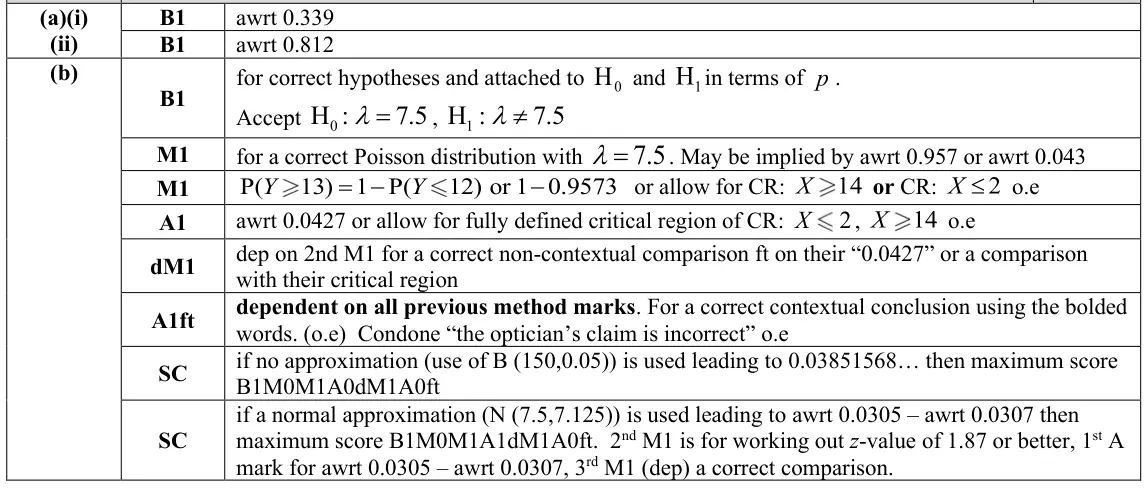 (a)(i) B1 awrt 0.339
(ii) B1 awrt 0.812
(b) B1 for correct hypotheses and attached to H₀ and H₁ in terms of p .
Accept H₀ : λ = 7.5 , H₁ : λ ≠ 7.5
M1 for a correct Poisson distribution with λ = 7.5 . May be implied by awrt 0.957 or awrt 0.043
M1 P(Y ⩾ 13) = 1 − P(Y ⩽ 12) or 1 − 0.9573 or allow for CR: X ⩾ 14 or CR: X ≤ 2 o.e
A1 awrt 0.0427 or allow for fully defined critical region of CR: X ⩽ 2 , X ⩾ 14 o.e
dM1 dep on 2nd M1 for a correct non-contextual comparison ft on their “0.0427” or a comparison
with their critical region
A1ft dependent on all previous method marks. For a correct contextual conclusion using the bolded
words. (o.e) Condone “the optician’s claim is incorrect” o.e
SC if no approximation (use of B (150,0.05)) is used leading to 0.03851568… then maximum score
B1M0M1A0dM1A0ft
SC if a normal approximation (N (7.5,7.125)) is used leading to awrt 0.0305 – awrt 0.0307 then
maximum score B1M0M1A1dM1A0ft. 2nd M1 is for working out z-value of 1.87 or better, 1st A
mark for awrt 0.0305 – awrt 0.0307, 3rd M1 (dep) a correct comparison.